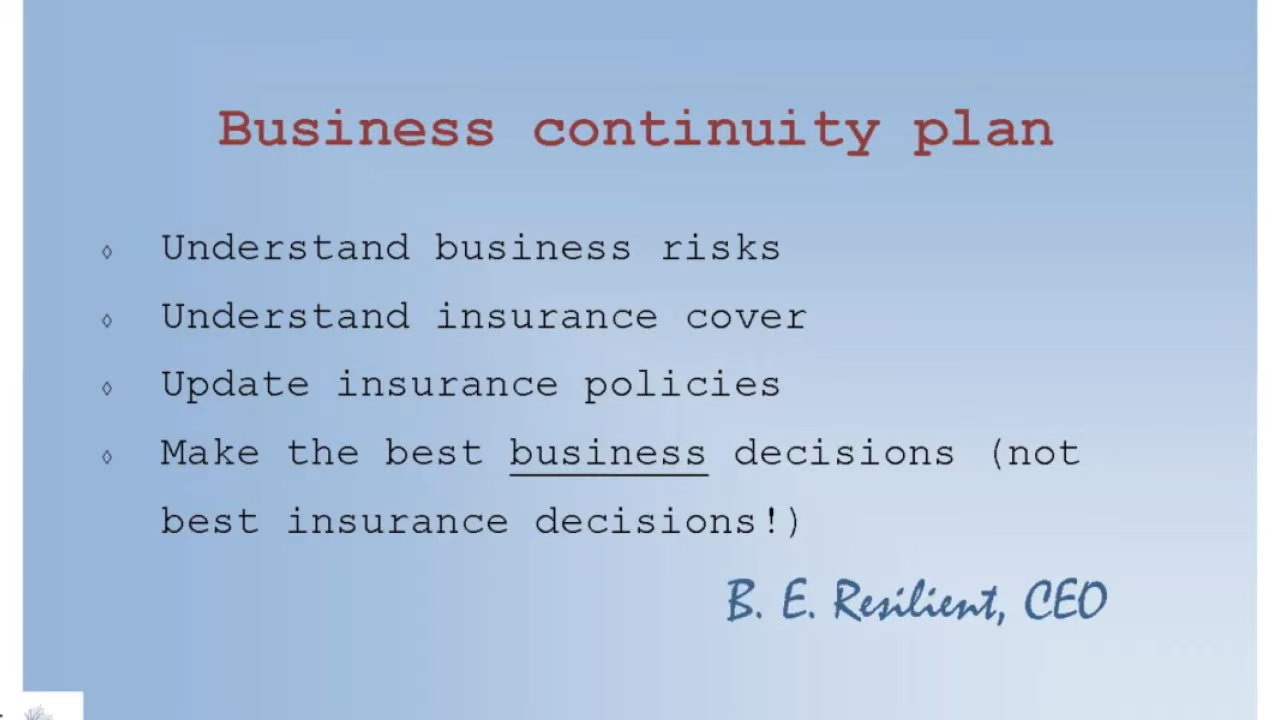 Business continuity plan
◊ Understand business risks
◊ Understand insurance cover
◊ Update insurance policies
◊ Make the best business decisions (not
best insurance decisions!)
B. E. Resilient, CEO